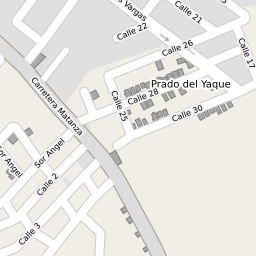 s Vargas
Calle 21
Calle 22
Calle 26
Calle 17
Carretera Matanza
Prado del Yaque
Calle 28
Calle 25
Calle 30
Sor Angel
Sor Angel
Calle 2
Calle 3